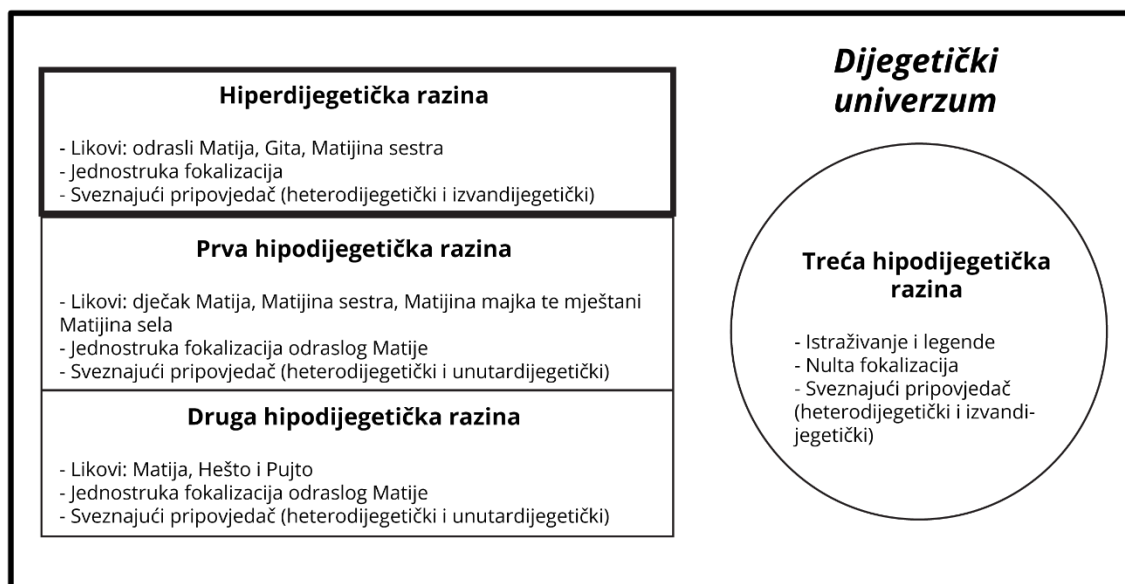 Hiperdijegetička razina
- Likovi: odrasli Matija, Gita, Matijina sestra
- Jednostruka fokalizacija
- Sveznajući pripovjedač (heterodijegetički i izvandijegetički)
Prva hipodijegetička razina
- Likovi: dječak Matija, Matijina sestra, Matijina majka te mještani
Matijina sela
- Jednostruka fokalizacija odraslog Matije
- Sveznajući pripovjedač (heterodijegetički i unutardijegetički)
Druga hipodijegetička razina
- Likovi: Matija, Hešto i Pujto
- Jednostruka fokalizacija odraslog Matije
- Sveznajući pripovjedač (heterodijegetički i unutardijegetički)
Dijegetički
univerzum
Treća hipodijegetička
razina
- Istraživanje i legende
- Nulta fokalizacija
- Sveznajući pripovjedač
(heterodijegetički i izvandi-
jegetički)